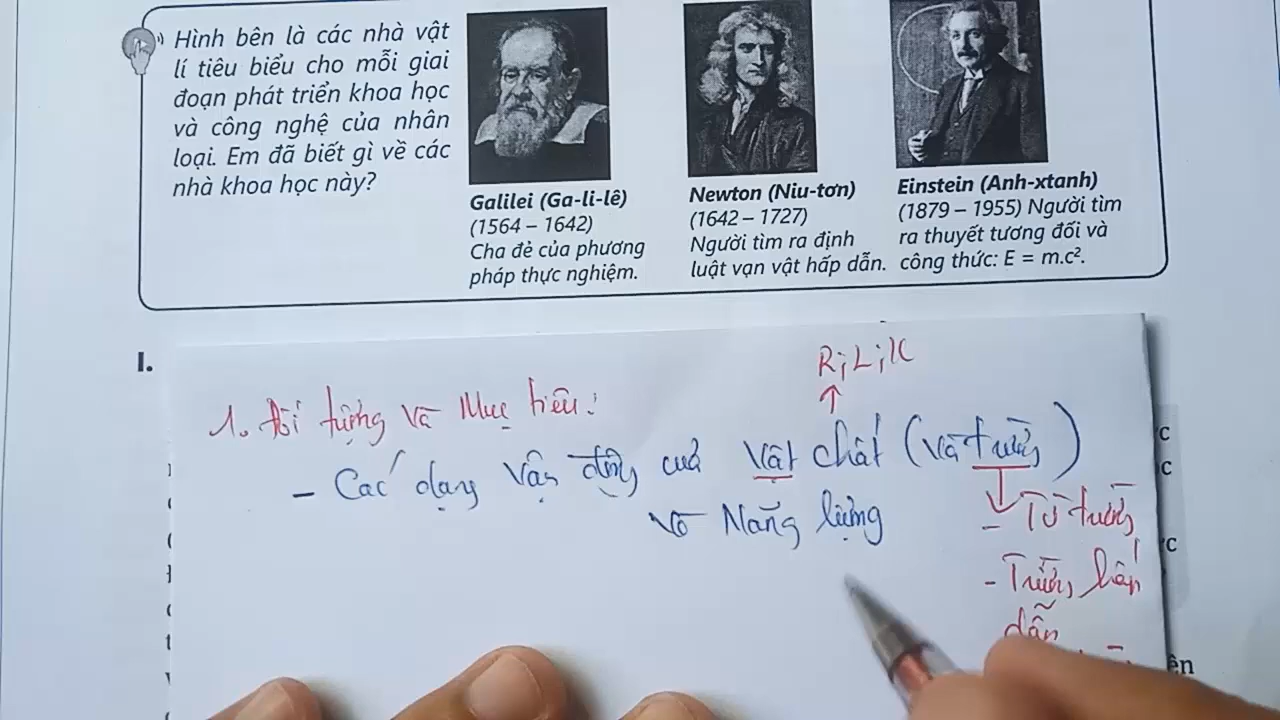 Hình bên là các nhà vật
lí tiêu biểu cho mỗi giai
đoạn phát triển khoa học
và công nghệ của nhân
loại. Em đã biết gì về các
nhà khoa học này?
Galilei (Ga-li-lê)
(1564 – 1642)
Cha đẻ của phương
pháp thực nghiệm.
Newton (Niu-tơn)
(1642 – 1727)
Người tìm ra định
luật vạn vật hấp dẫn.
Einstein (Anh-xtanh)
(1879 – 1955) Người tìm
ra thuyết tương đối và
công thức: E = m.c².
I.
R; L; K
1. Đối tượng và Mục tiêu:
- Các dạng vận động của vật chất (và trường)
và Năng lượng
- Từ trường
- Trường hấp
dẫn
c
c
c
ên